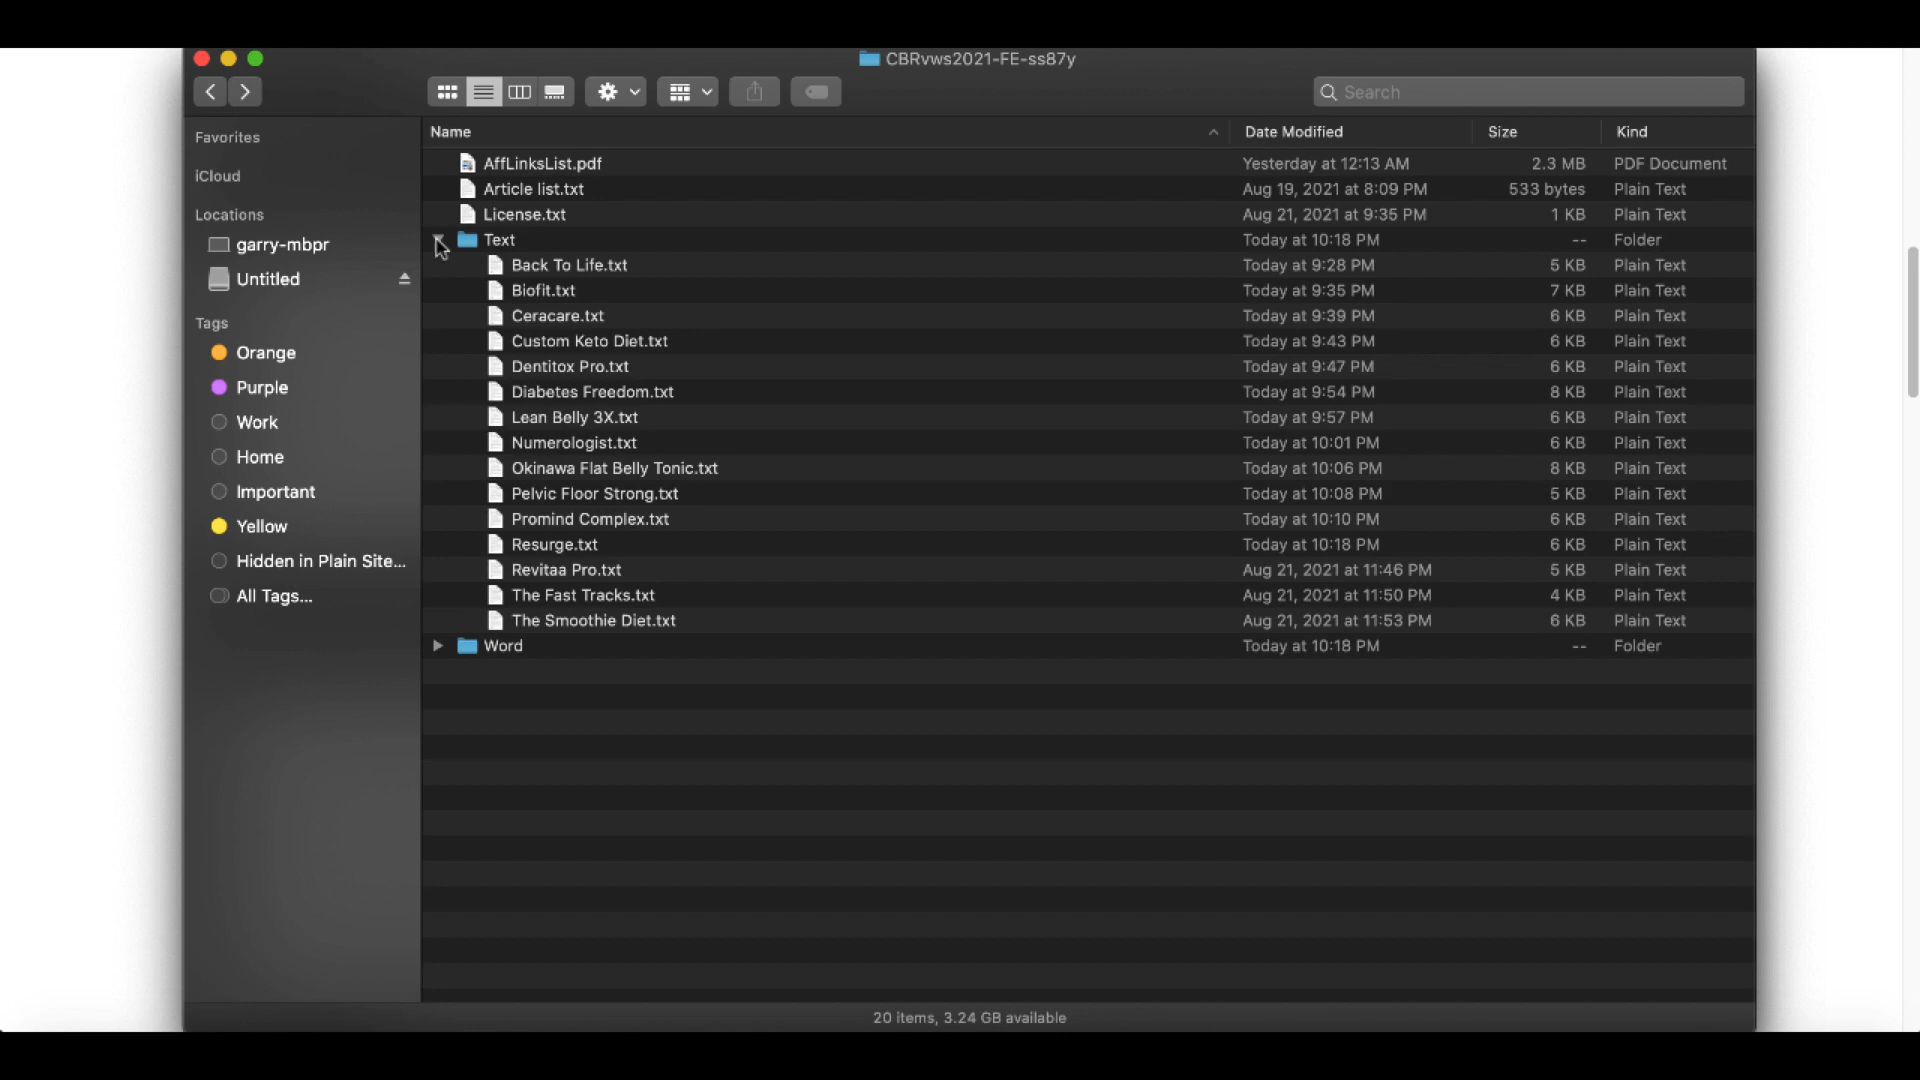 CBRvws2021-FE-ss87y
Search
Favorites
iCloud
Locations
garry-mbpr
Untitled
Tags
Orange
Purple
Work
Home
Important
Yellow
Hidden in Plain Site...
All Tags...
Name Date Modified Size Kind
AffLinksList.pdf Yesterday at 12:13 AM 2.3 MB PDF Document
Article list.txt Aug 19, 2021 at 8:09 PM 533 bytes Plain Text
License.txt Aug 21, 2021 at 9:35 PM 1 KB Plain Text
Text Today at 10:18 PM -- Folder
Back To Life.txt Today at 9:28 PM 5 KB Plain Text
Biofit.txt Today at 9:35 PM 7 KB Plain Text
Ceracare.txt Today at 9:39 PM 6 KB Plain Text
Custom Keto Diet.txt Today at 9:43 PM 6 KB Plain Text
Dentitox Pro.txt Today at 9:47 PM 6 KB Plain Text
Diabetes Freedom.txt Today at 9:54 PM 8 KB Plain Text
Lean Belly 3X.txt Today at 9:57 PM 6 KB Plain Text
Numerologist.txt Today at 10:01 PM 6 KB Plain Text
Okinawa Flat Belly Tonic.txt Today at 10:06 PM 8 KB Plain Text
Pelvic Floor Strong.txt Today at 10:08 PM 5 KB Plain Text
Promind Complex.txt Today at 10:10 PM 6 KB Plain Text
Resurge.txt Today at 10:18 PM 6 KB Plain Text
Revitaa Pro.txt Aug 21, 2021 at 11:46 PM 5 KB Plain Text
The Fast Tracks.txt Aug 21, 2021 at 11:50 PM 4 KB Plain Text
The Smoothie Diet.txt Aug 21, 2021 at 11:53 PM 6 KB Plain Text
Word Today at 10:18 PM -- Folder
20 items, 3.24 GB available